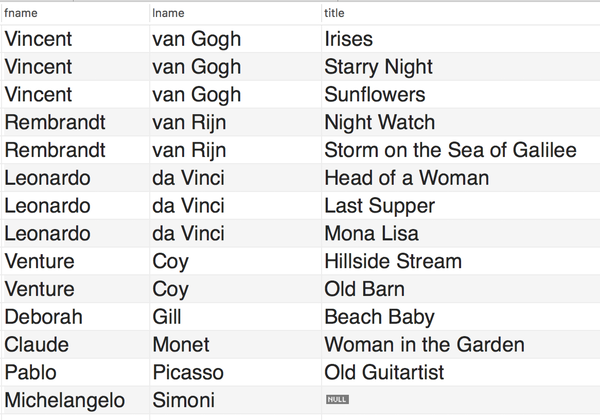 fname lname title
Vincent van Gogh Irises
Vincent van Gogh Starry Night
Vincent van Gogh Sunflowers
Rembrandt van Rijn Night Watch
Rembrandt van Rijn Storm on the Sea of Galilee
Leonardo da Vinci Head of a Woman
Leonardo da Vinci Last Supper
Leonardo da Vinci Mona Lisa
Venture Coy Hillside Stream
Venture Coy Old Barn
Deborah Gill Beach Baby
Claude Monet Woman in the Garden
Pablo Picasso Old Guitartist
Michelangelo Simoni NULL